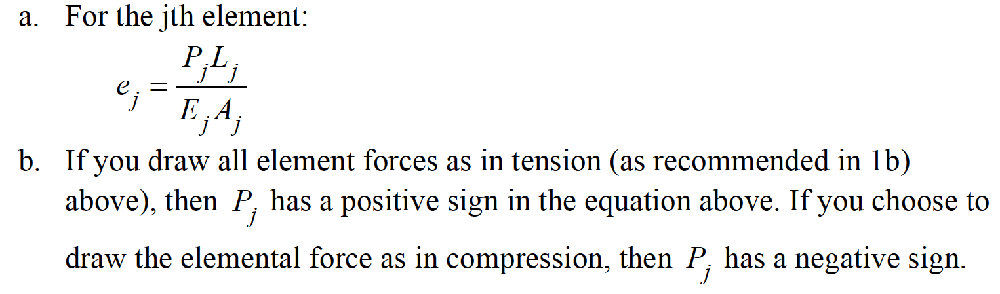 a. For the jth element:
e_j = \frac{P_j L_j}{E_j A_j}
b. If you draw all element forces as in tension (as recommended in 1b)
above), then P_j has a positive sign in the equation above. If you choose to
draw the elemental force as in compression, then P_j has a negative sign.